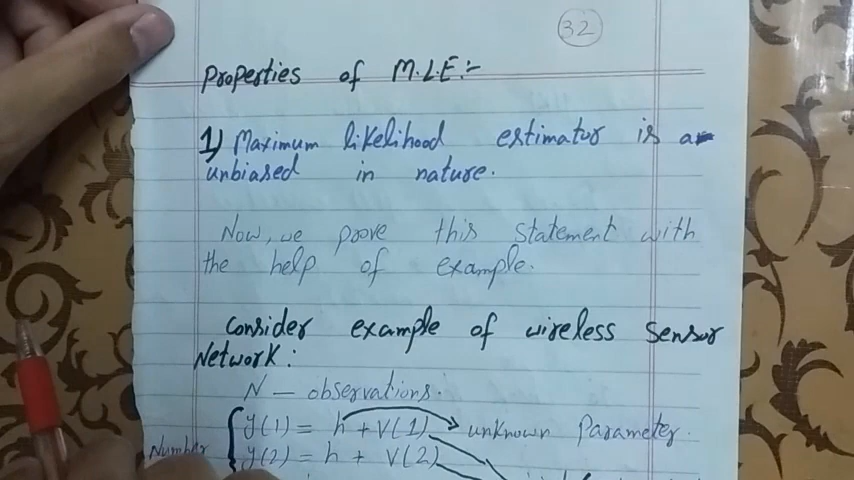 32
Properties of M.L.E:-
1) Maximum likelihood estimator is a
unbiased in nature.
Now, we prove this statement with
the help of example.
Consider example of wireless Sensor
Network:
N - observations.
y(1) = h + V(1) unknown Parameter.
Number
y(2) = h + V(2)